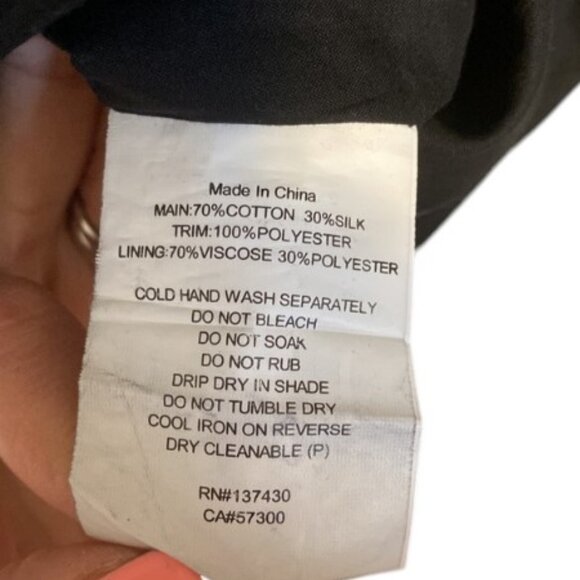 Made In China
MAIN:70%COTTON 30%SILK
TRIM:100%POLYESTER
LINING:70%VISCOSE 30%POLYESTER
COLD HAND WASH SEPARATELY
DO NOT BLEACH
DO NOT SOAK
DO NOT RUB
DRIP DRY IN SHADE
DO NOT TUMBLE DRY
COOL IRON ON REVERSE
DRY CLEANABLE (P)
RN#137430
CA#57300